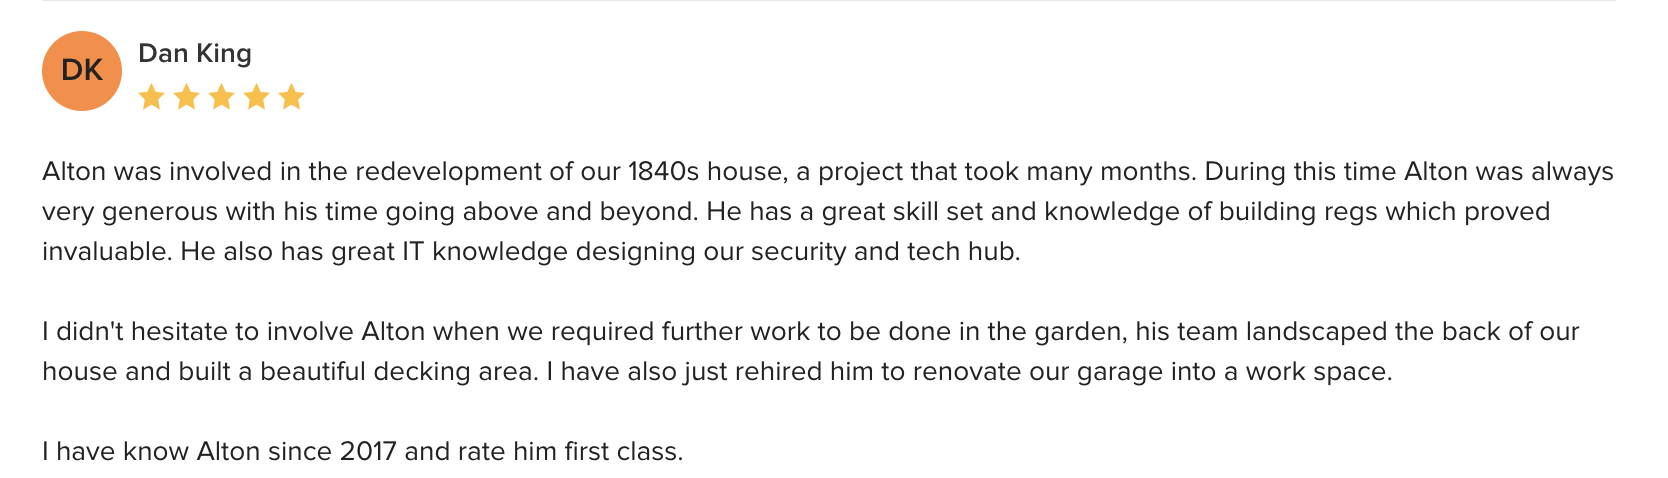 DK
Dan King
Alton was involved in the redevelopment of our 1840s house, a project that took many months. During this time Alton was always
very generous with his time going above and beyond. He has a great skill set and knowledge of building regs which proved
invaluable. He also has great IT knowledge designing our security and tech hub.
I didn't hesitate to involve Alton when we required further work to be done in the garden, his team landscaped the back of our
house and built a beautiful decking area. I have also just rehired him to renovate our garage into a work space.
I have know Alton since 2017 and rate him first class.